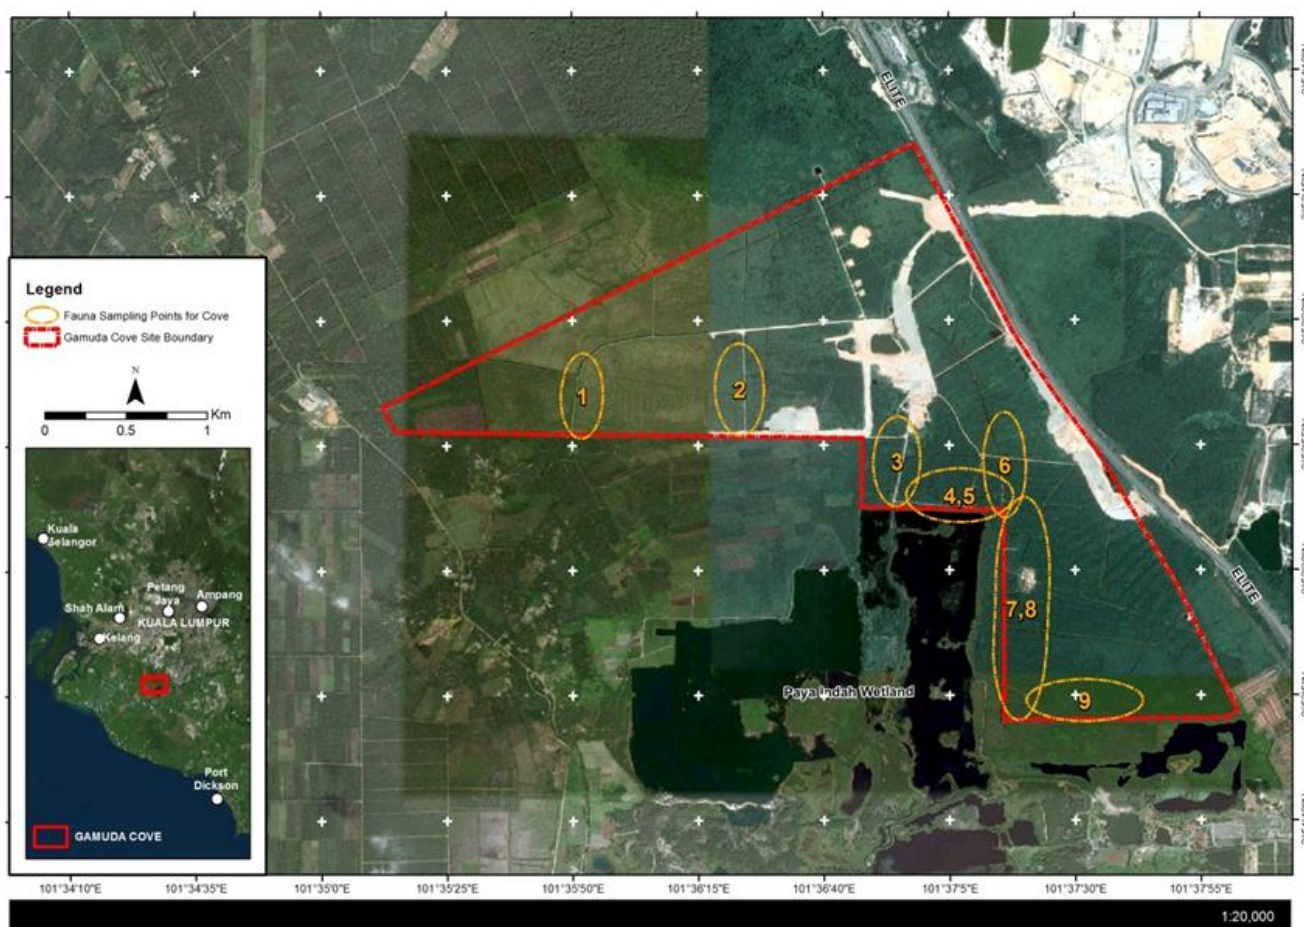 ELITE
Legend
Fauna Sampling Points for Cove
Gamuda Cove Site Boundary
N
Km
0 0.5 1
1
2
3
6
4,5
ELITE
7,8
Paya Indah Wetland
9
Kuala
Selangor
Petang
Jaya
Ampang
Shah Alam
KUALA LUMPUR
Kelang
Port
Dickson
GAMUDA COVE
101°34'10"E
101°34'35"E
101°35'0"E
101°35'25"E
101°35'50"E
101°36'15"E
101°36'40"E
101°37'5"E
101°37'30"E
101°37'55"E
1:20,000